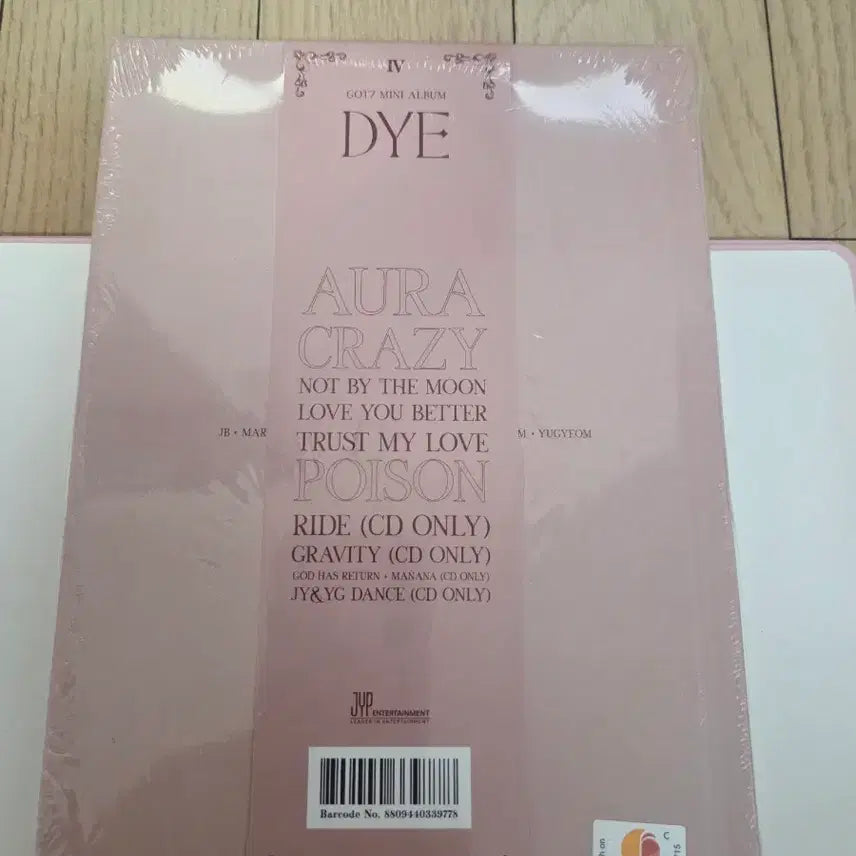 IV
GOT7 MINI ALBUM
DYE
AURA
CRAZY
NOT BY THE MOON
LOVE YOU BETTER
JB • MAR
M • YUGYEOM
TRUST MY LOVE
POISON
RIDE (CD ONLY)
GRAVITY (CD ONLY)
GOD HAS RETURN + MAÑANA (CD ONLY)
JY&YG DANCE (CD ONLY)
JYP ENTERTAINMENT
LEADER IN ENTERTAINMENT
Barcode No. 8809440339778
C